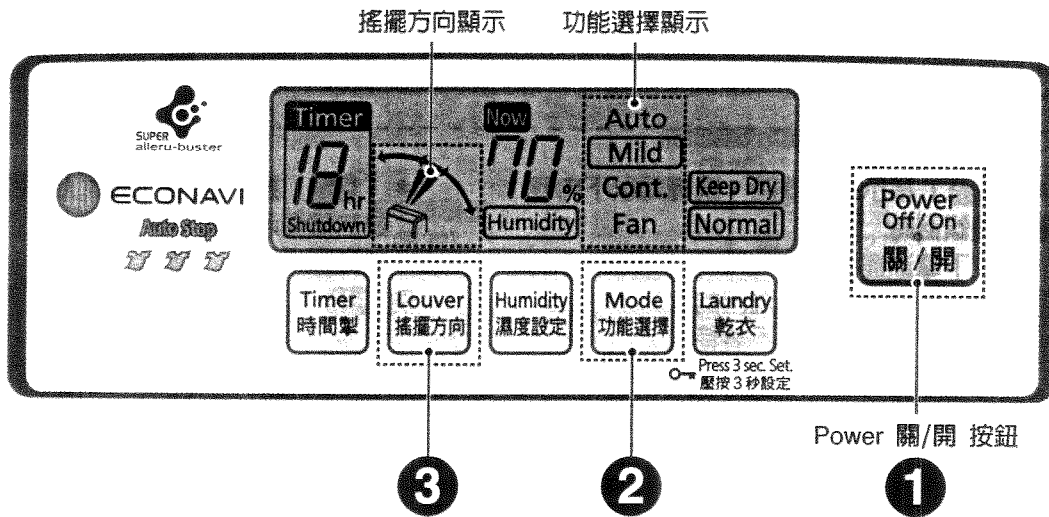 搖擺方向顯示
功能選擇顯示
SUPER
alleru-buster
ECONAVI
Auto Stop
Timer
18 hr
Shutdown
Now
70 %
Humidity
Auto
Mild
Cont.
Fan
Keep Dry
Normal
Power
Off/On
關/開
Timer
時間掣
Louver
搖擺方向
Humidity
濕度設定
Mode
功能選擇
Laundry
乾衣
Press 3 sec. Set.
壓按3秒設定
Power 關/開 按鈕
3
2
1